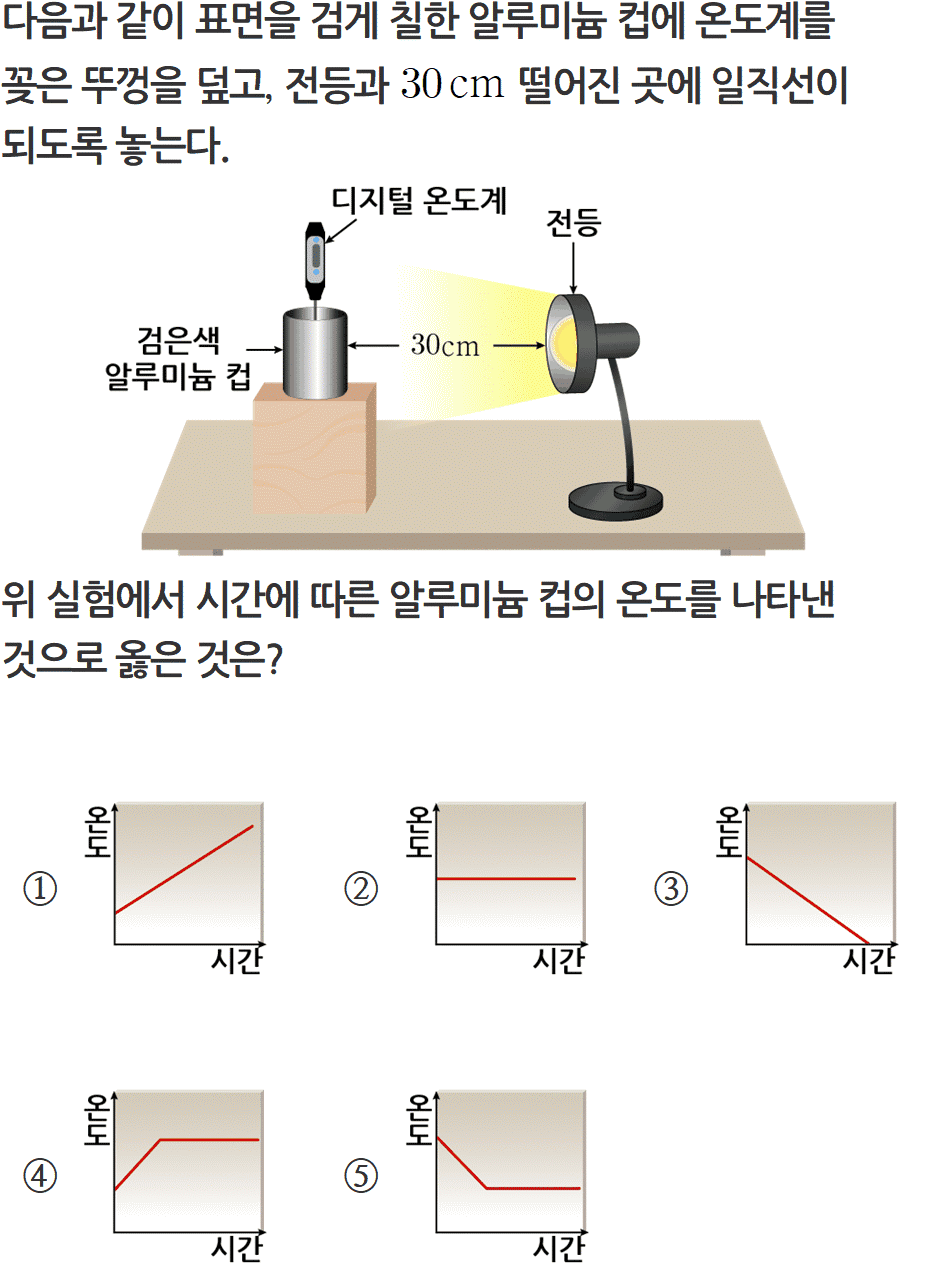 다음과 같이 표면을 검게 칠한 알루미늄 컵에 온도계를
꽂은 뚜껑을 덮고, 전등과 30cm 떨어진 곳에 일직선이
되도록 놓는다.
디지털 온도계
전등
검은색
알루미늄 컵
30cm
위 실험에서 시간에 따른 알루미늄 컵의 온도를 나타낸
것으로 옳은 것은?
① 온도 시간
② 온도 시간
③ 온도 시간
④ 온도 시간
⑤ 온도 시간